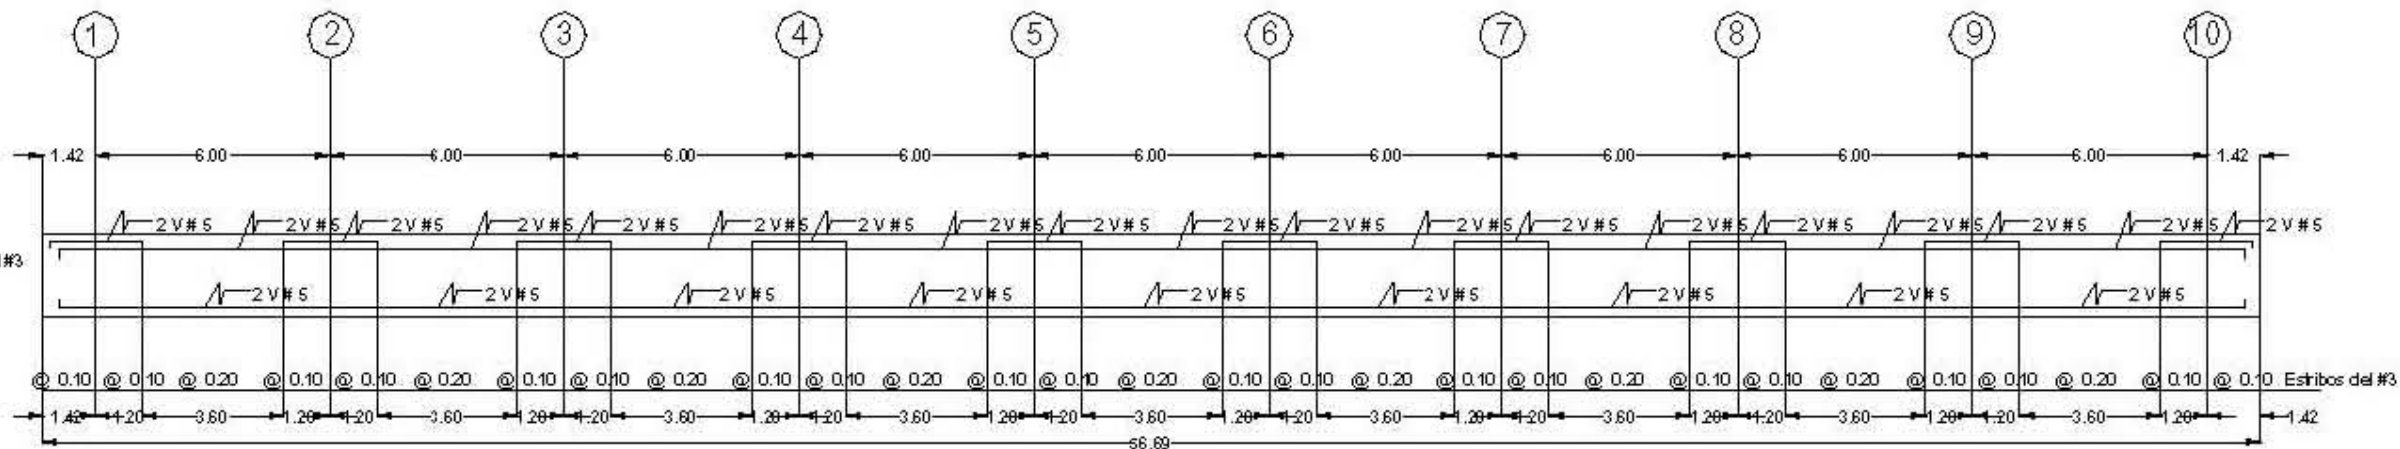 1 2 3 4 5 6 7 8 9 10
1.42 6.00 6.00 6.00 6.00 6.00 6.00 6.00 6.00 6.00 1.42
2 V # 5 2 V # 5 2 V # 5 2 V # 5 2 V # 5 2 V # 5 2 V # 5 2 V # 5 2 V # 5 2 V # 5 2 V # 5 2 V # 5 2 V # 5 2 V # 5 2 V # 5 2 V # 5 2 V # 5 2 V # 5 2 V # 5
#3
2 V # 5 2 V # 5 2 V # 5 2 V # 5 2 V # 5 2 V # 5 2 V # 5 2 V # 5 2 V # 5
@ 0.10 @ 0.10 @ 0.20 @ 0.10 @ 0.10 @ 0.20 @ 0.10 @ 0.10 @ 0.20 @ 0.10 @ 0.10 @ 0.20 @ 0.10 @ 0.10 @ 0.20 @ 0.10 @ 0.10 @ 0.20 @ 0.10 @ 0.10 @ 0.20 @ 0.10 @ 0.10 @ 0.20 @ 0.10 @ 0.10 @ 0.20 @ 0.10 @ 0.10 Estribos del #3
1.42 1.20 3.60 1.20 1.20 3.60 1.20 1.20 3.60 1.20 1.20 3.60 1.20 1.20 3.60 1.20 1.20 3.60 1.20 1.20 3.60 1.20 1.20 3.60 1.20 1.20 3.60 1.20 1.42
56.69